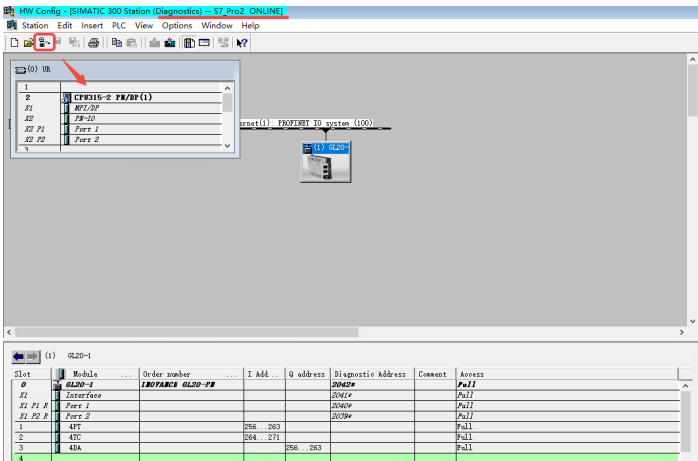 HW Config - [SIMATIC 300 Station (Diagnostics) -- S7_Pro2 ONLINE]
Station Edit Insert PLC View Options Window Help
(0) UR
1
2 CPU315-2 PN/DP(1)
X1 MPI/DP
X2 PN-IO
X2 P1 Port 1
X2 P2 Port 2
3
ernet(1): PROFINET IO system (100)
(1) GL20-
(1) GL20-1
Slot Module ... Order number ... I Add... Q address Diagnostic Address Comment Access
0 GL20-1 INOVANCE GL20-PN 2042* Full
X1 Interface 2041* Full
X1 P1 R Port 1 2040* Full
X1 P2 R Port 2 2039* Full
1 4PT 256...263 Full
2 4TC 264...271 Full
3 4DA 256...263 Full
4